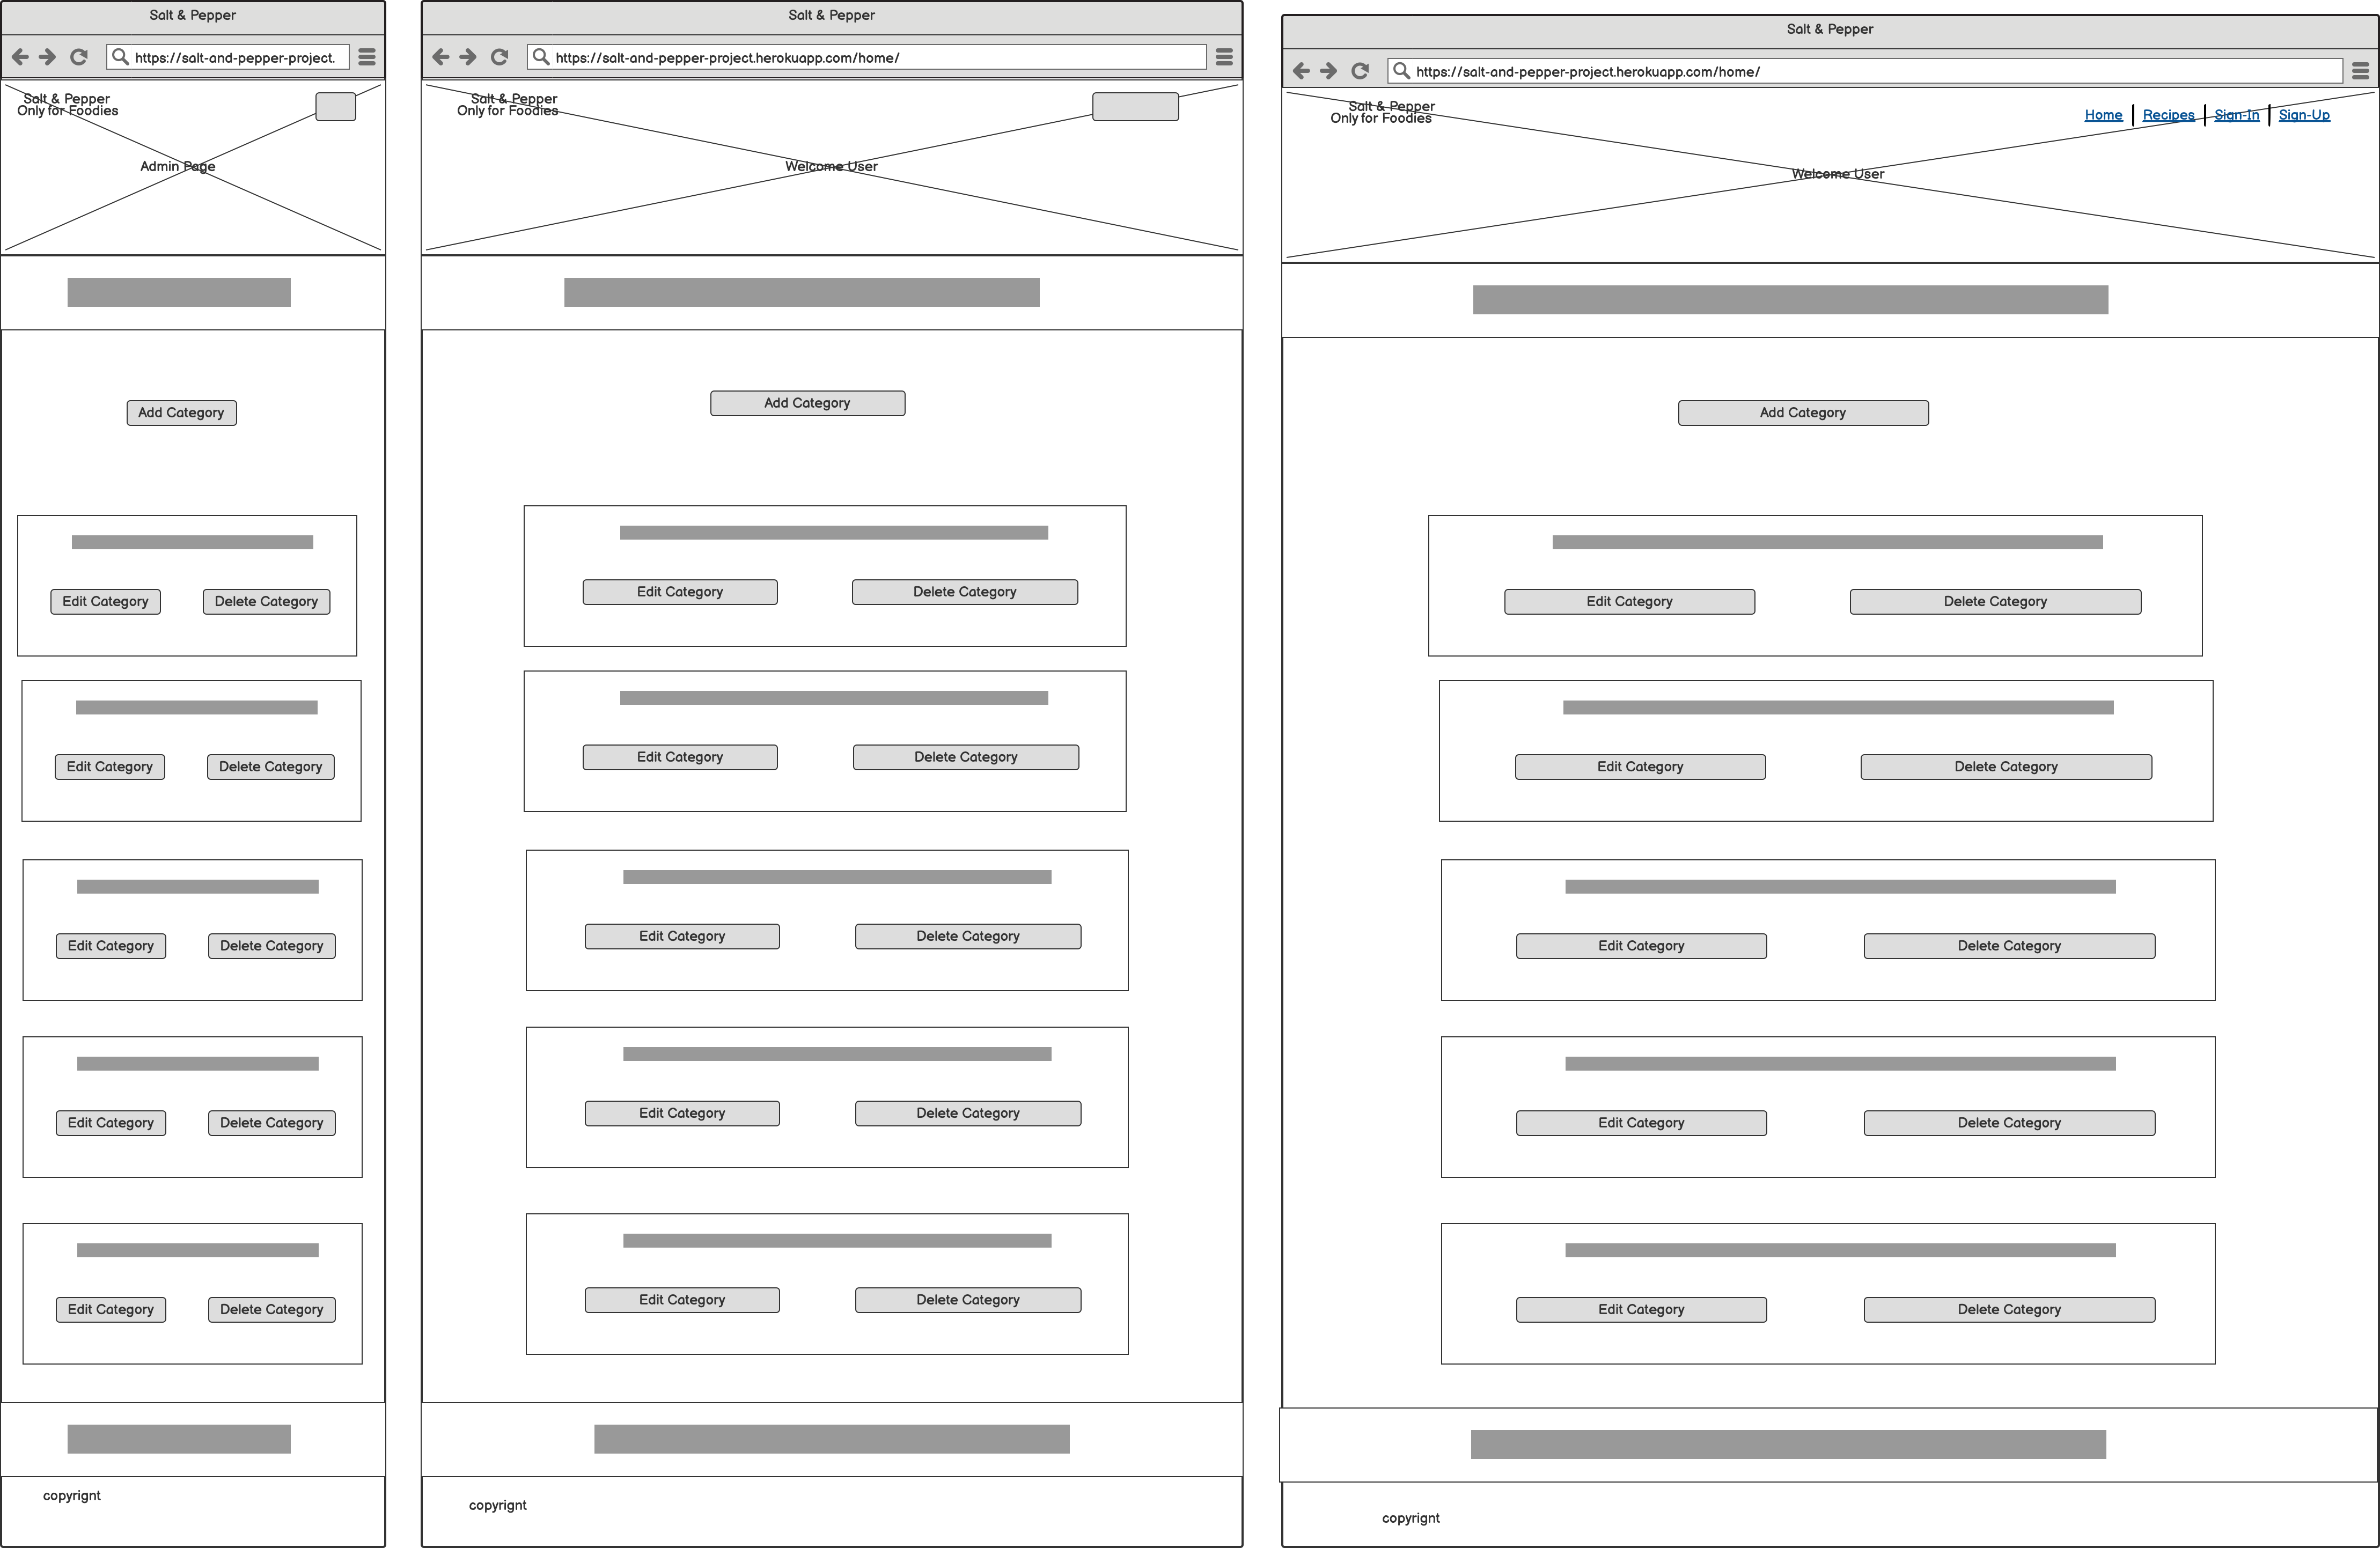 Salt & Pepper
https://salt-and-pepper-project.
Salt & Pepper
Only for Foodies
Admin Page
Add Category
Edit Category Delete Category
Edit Category Delete Category
Edit Category Delete Category
Edit Category Delete Category
Edit Category Delete Category
copyrignt
Salt & Pepper
https://salt-and-pepper-project.herokuapp.com/home/
Salt & Pepper
Only for Foodies
Welcome User
Add Category
Edit Category Delete Category
Edit Category Delete Category
Edit Category Delete Category
Edit Category Delete Category
Edit Category Delete Category
copyrignt
Salt & Pepper
https://salt-and-pepper-project.herokuapp.com/home/
Salt & Pepper
Only for Foodies
Home Recipes Sign-In Sign-Up
Welcome User
Add Category
Edit Category Delete Category
Edit Category Delete Category
Edit Category Delete Category
Edit Category Delete Category
Edit Category Delete Category
copyrignt